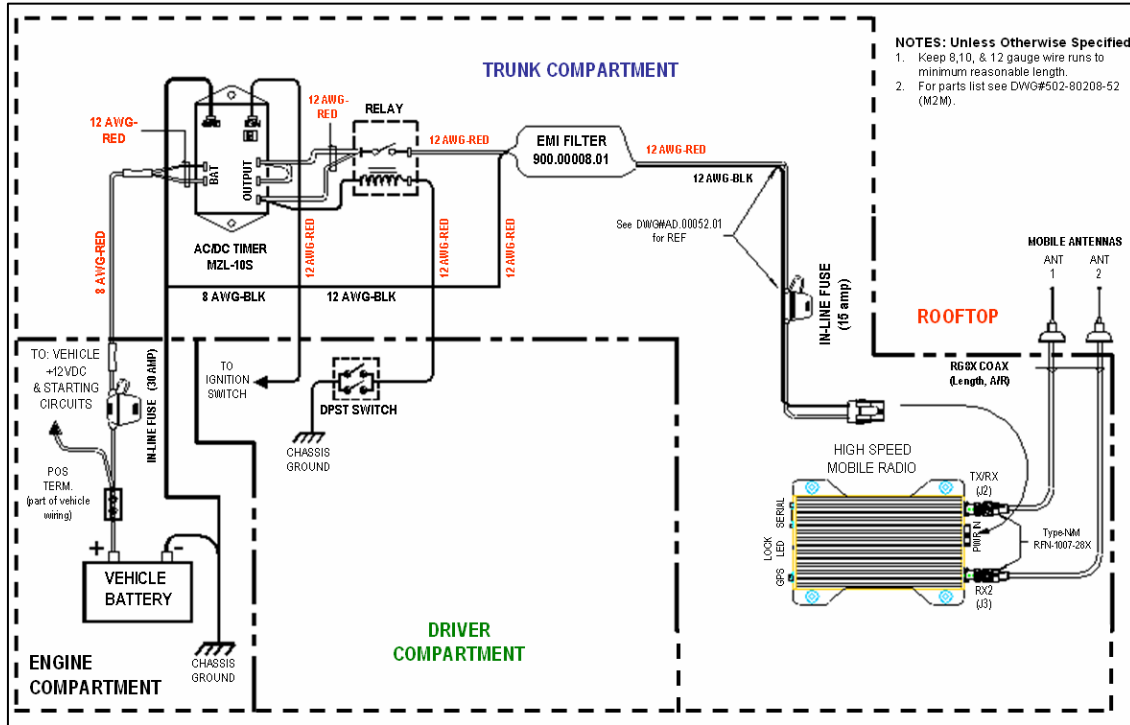 NOTES: Unless Otherwise Specified
1. Keep 8,10, & 12 gauge wire runs to
minimum reasonable length.
2. For parts list see DWG#502-80208-52
(M2M).
TRUNK COMPARTMENT
12 AWG-
RED
12 AWG-
RED
RELAY
12 AWG-RED
EMI FILTER
900.00008.01
12 AWG-RED
12 AWG-BLK
GRD
IGN
BAT
OUTPUT
AC/DC TIMER
MZL-10S
8 AWG-RED
12 AWG-RED
12 AWG-RED
12 AWG-RED
8 AWG-BLK
12 AWG-BLK
See DWG#AD.00052.01
for REF
IN-LINE FUSE
(15 amp)
MOBILE ANTENNAS
ANT
1
ANT
2
ROOFTOP
RG8X COAX
(Length, A/R)
TO: VEHICLE
+12VDC
& STARTING
CIRCUITS
IN-LINE FUSE (30 AMP)
TO
IGNITION
SWITCH
DPST SWITCH
CHASSIS
GROUND
POS
TERM.
(part of vehicle
wiring)
+
-
VEHICLE
BATTERY
CHASSIS
GROUND
ENGINE
COMPARTMENT
DRIVER
COMPARTMENT
HIGH SPEED
MOBILE RADIO
TX/RX
(J2)
SERIAL
LOCK
LED
GPS
PWR IN
Type-N/M
RFN-1007-28X
RX2
(J3)